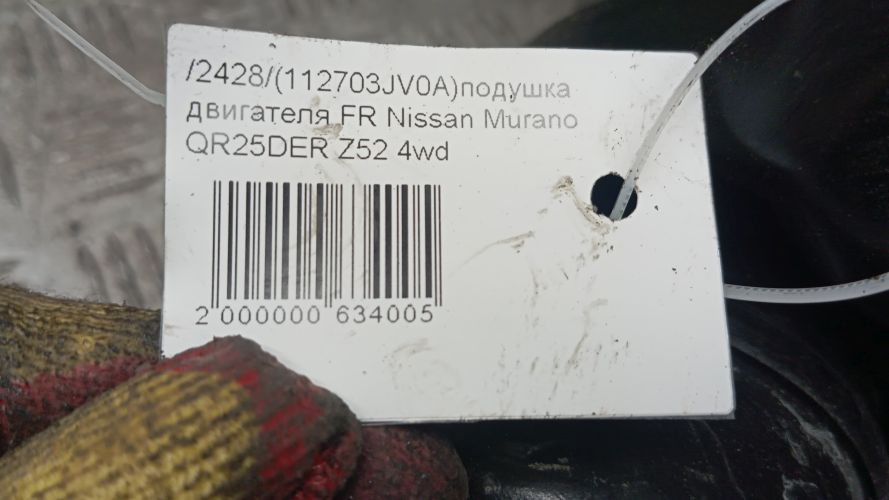 /2428/(112703JV0A)подушка
двигателя FR Nissan Murano
QR25DER Z52 4wd
2 000000 634005